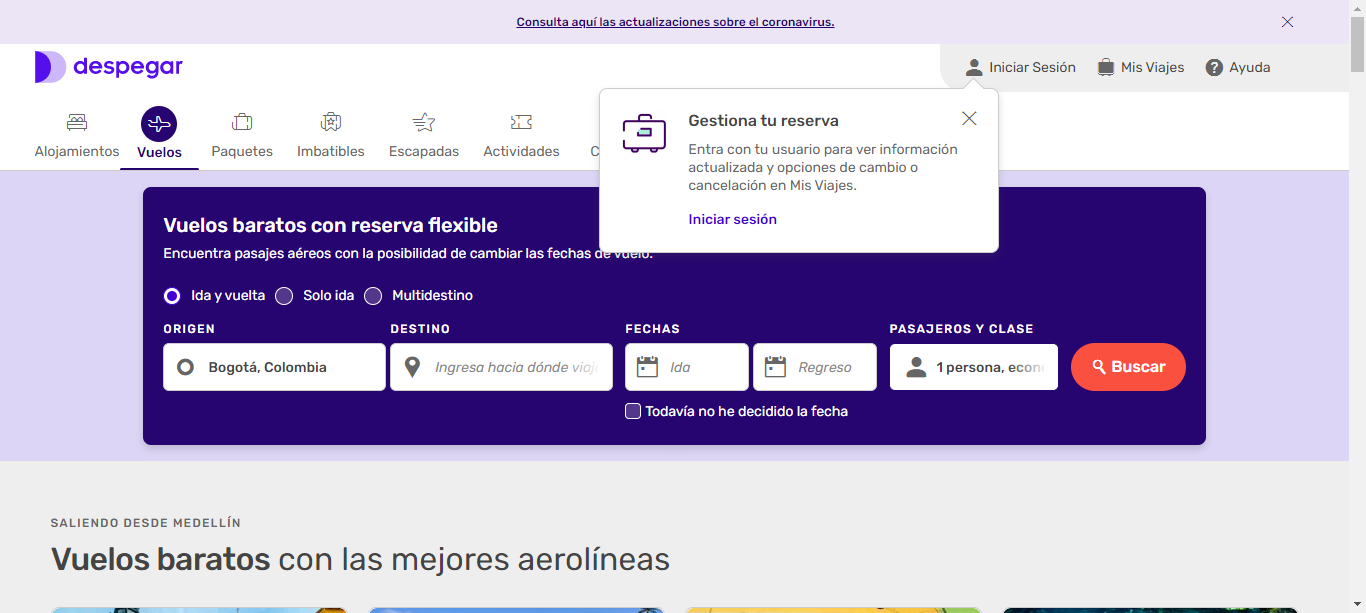 Consulta aquí las actualizaciones sobre el coronavirus.
despegar
Iniciar Sesión
Mis Viajes
Ayuda
Alojamientos
Vuelos
Paquetes
Imbatibles
Escapadas
Actividades
C
Gestiona tu reserva
Entra con tu usuario para ver información
actualizada y opciones de cambio o
cancelación en Mis Viajes.
Iniciar sesión
Vuelos baratos con reserva flexible
Encuentra pasajes aéreos con la posibilidad de cambiar las fechas de vuelo.
Ida y vuelta
Solo ida
Multidestino
ORIGEN
DESTINO
FECHAS
PASAJEROS Y CLASE
Bogotá, Colombia
Ingresa hacia dónde viaj
Ida
Regreso
1 persona, econ
Buscar
Todavía no he decidido la fecha
SALIENDO DESDE MEDELLÍN
Vuelos baratos con las mejores aerolíneas